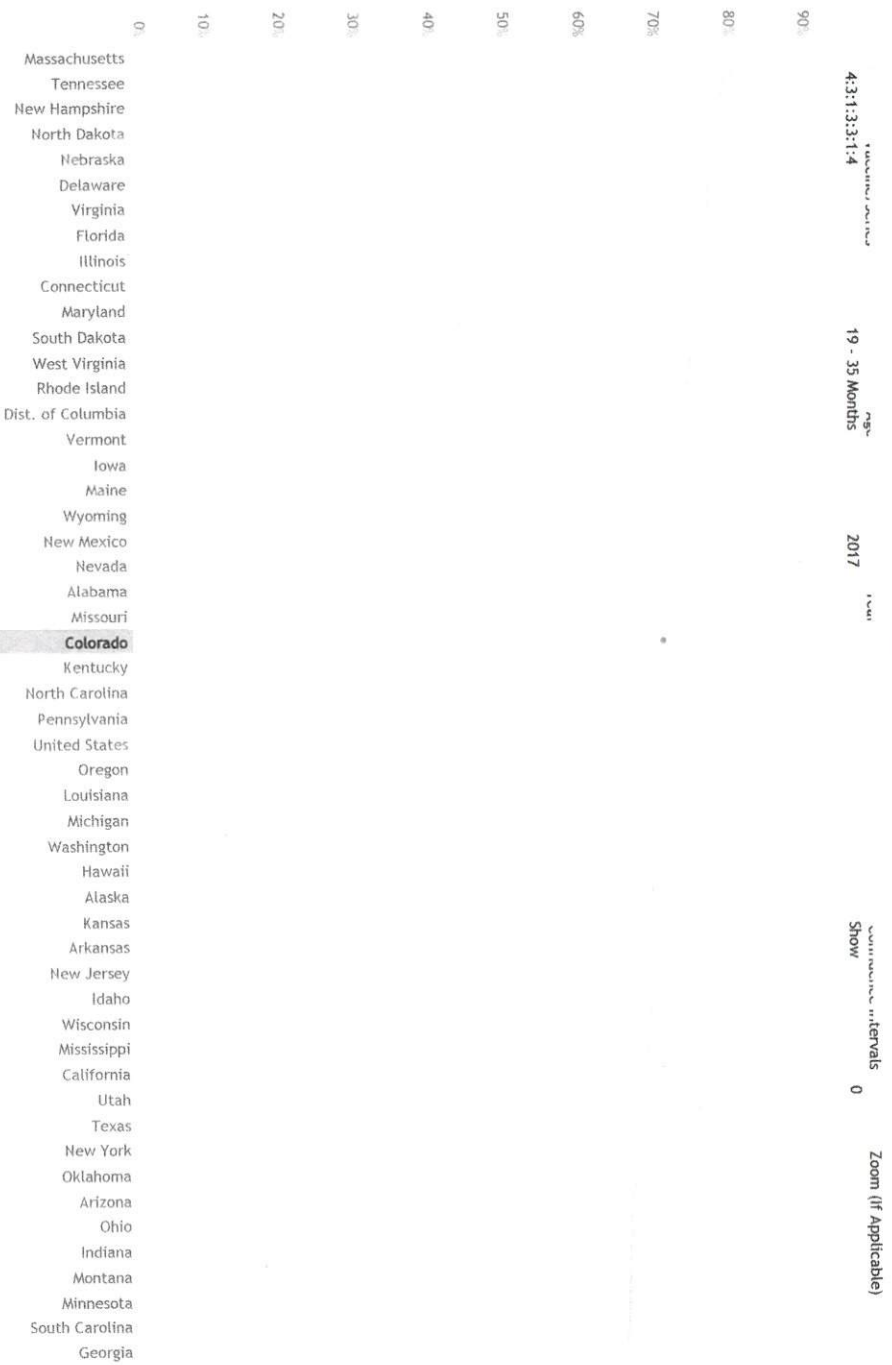 0%
10%
20%
30%
40%
50%
60%
70%
80%
90%
4:3:1:3:3:1:4
19 - 35 Months
2017
Show
0
Zoom (If Applicable)
Massachusetts
Tennessee
New Hampshire
North Dakota
Nebraska
Delaware
Virginia
Florida
Illinois
Connecticut
Maryland
South Dakota
West Virginia
Rhode Island
Dist. of Columbia
Vermont
Iowa
Maine
Wyoming
New Mexico
Nevada
Alabama
Missouri
Colorado
Kentucky
North Carolina
Pennsylvania
United States
Oregon
Louisiana
Michigan
Washington
Hawaii
Alaska
Kansas
Arkansas
New Jersey
Idaho
Wisconsin
Mississippi
California
Utah
Texas
New York
Oklahoma
Arizona
Ohio
Indiana
Montana
Minnesota
South Carolina
Georgia